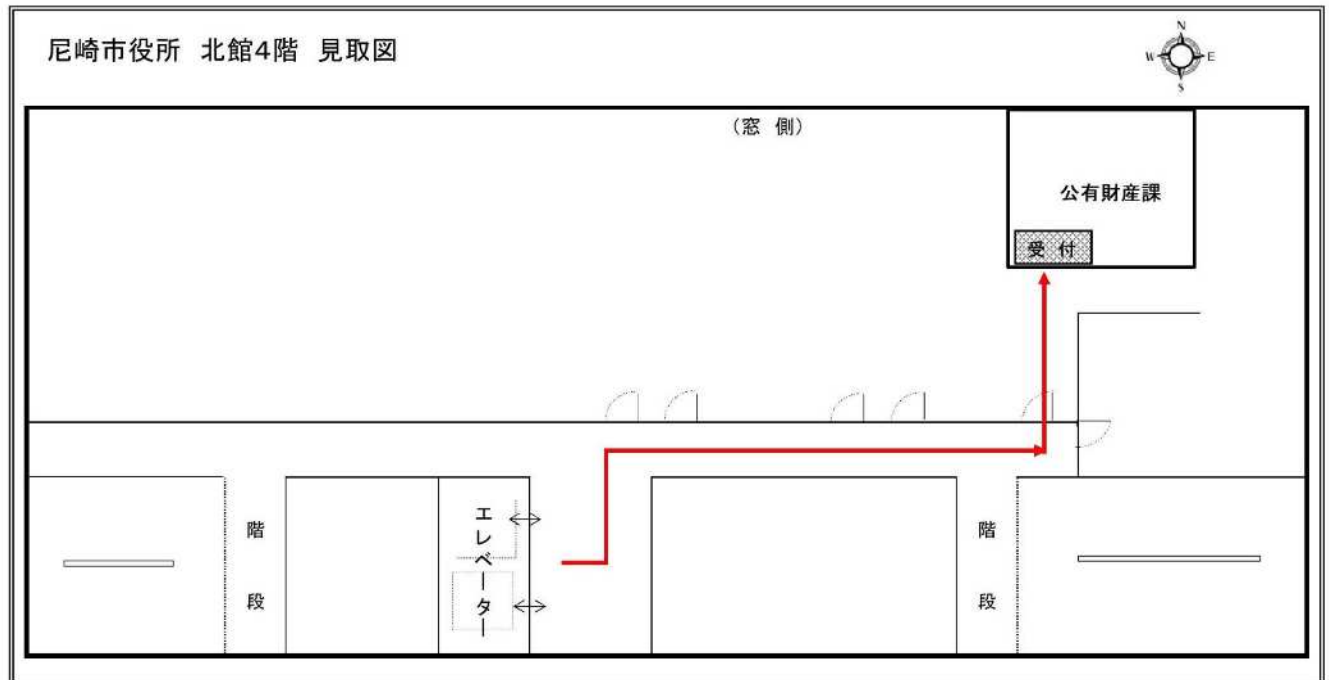 尼崎市役所 北館4階 見取図
N
W E
S
(窓 側)
公有財産課
受 付
エレベーター
階段
階段